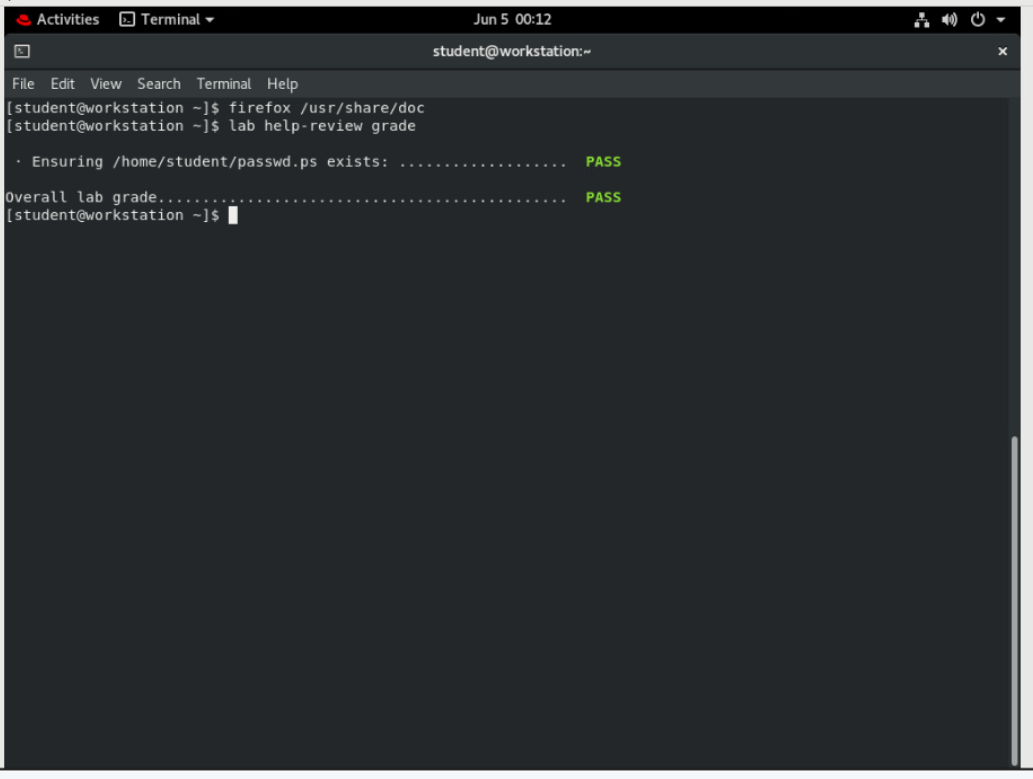 Activities Terminal Jun 5 00:12
student@workstation:~
File Edit View Search Terminal Help
[student@workstation ~]$ firefox /usr/share/doc
[student@workstation ~]$ lab help-review grade
· Ensuring /home/student/passwd.ps exists: ................... PASS
Overall lab grade.............................................. PASS
[student@workstation ~]$